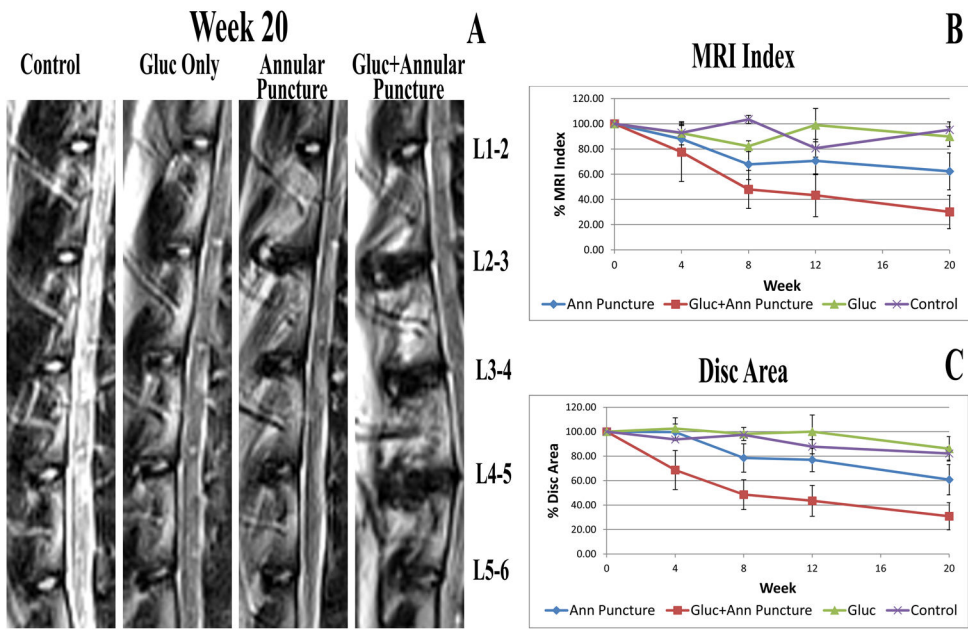 Week 20
A
Control
Gluc Only
Annular
Puncture
Gluc+Annular
Puncture
L1-2
L2-3
L3-4
L4-5
L5-6
B
MRI Index
% MRI Index
120.00
100.00
80.00
60.00
40.00
20.00
0.00
0 4 8 12 16 20
Week
Ann Puncture Gluc+Ann Puncture Gluc Control
Disc Area
C
% Disc Area
120.00
100.00
80.00
60.00
40.00
20.00
0.00
0 4 8 12 16 20
Week
Ann Puncture Gluc+Ann Puncture Gluc Control